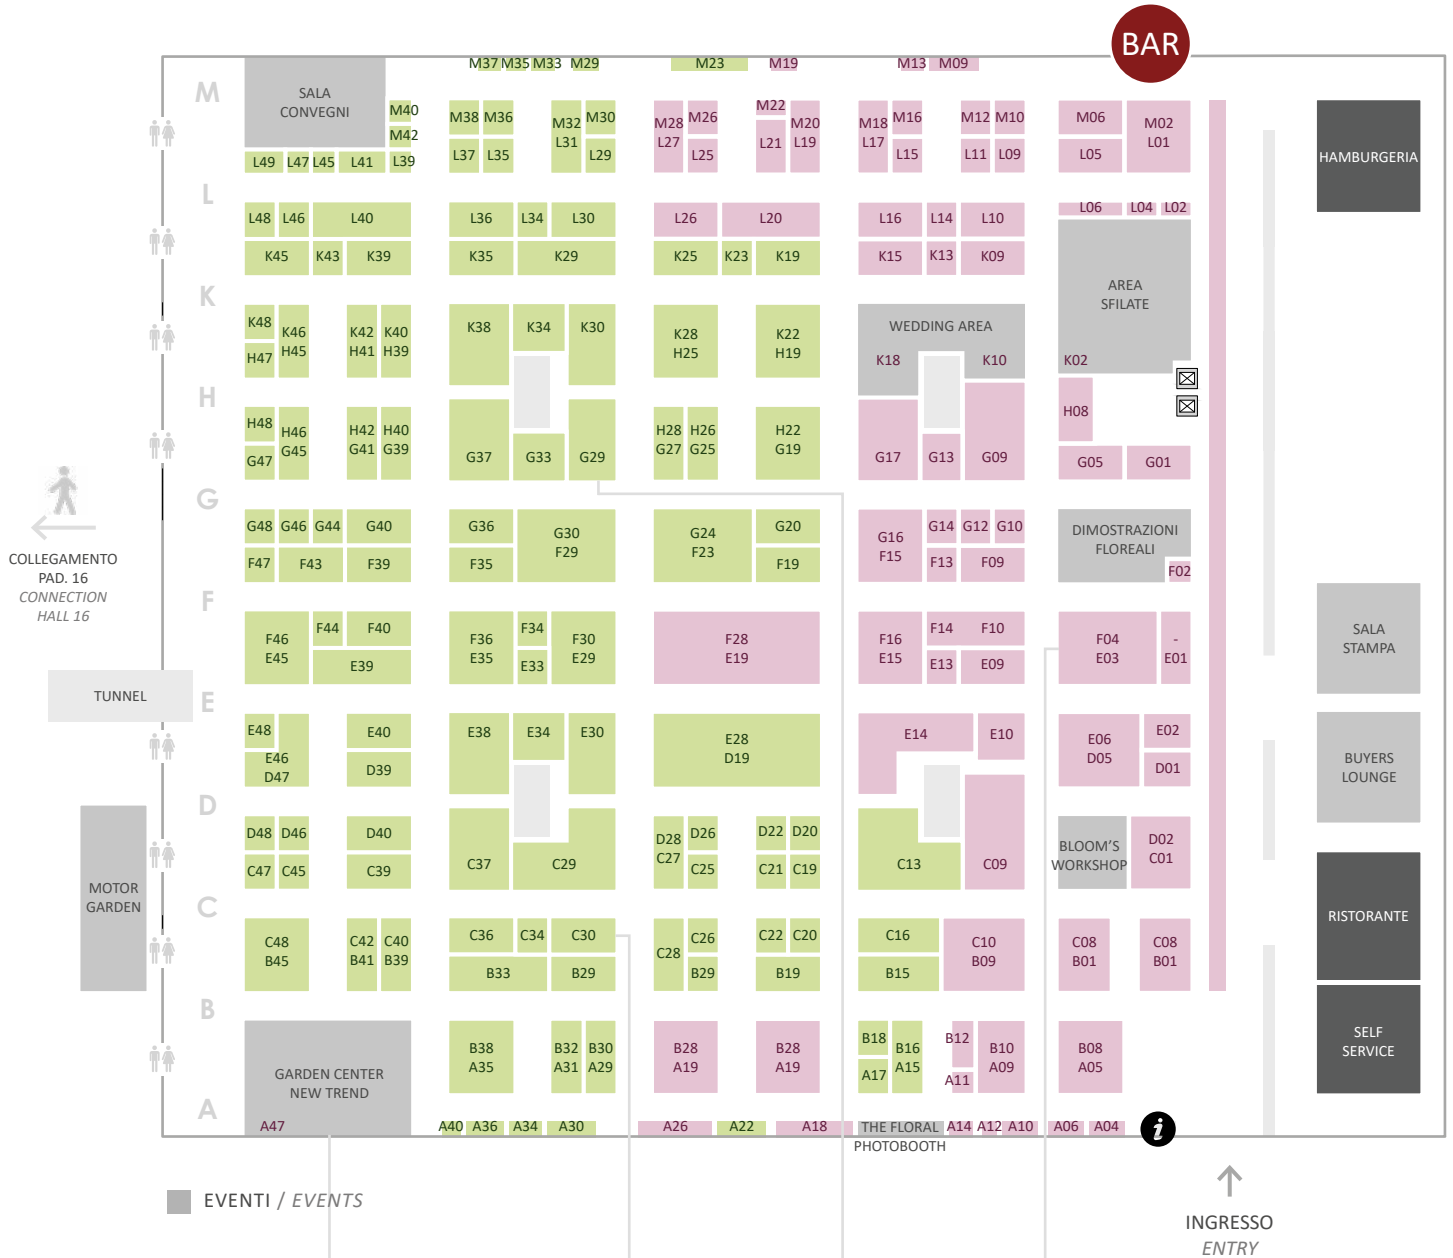 BAR
M37 M35 M33 M29 M23 M19 M13 M09
M
SALA
CONVEGNI
M40
M42
M38 M36 M32 M30 M28 M26 M22 M20 M18 M16 M12 M10 M06 M02
L49 L47 L45 L41 L39 L37 L35 L31 L29 L27 L25 L21 L19 L17 L15 L11 L09 L05 L01
HAMBURGERIA
L
L48 L46 L40 L36 L34 L30 L26 L20 L16 L14 L10 L06 L04 L02
K45 K43 K39 K35 K29 K25 K23 K19 K15 K13 K09
AREA
SFILATE
K02
K
K48 K46 K42 K40 K38 K34 K30 K28 K22
WEDDING AREA
K18 K10
H47 H45 H41 H39 H25 H19
H
H48 H46 H42 H40 H28 H26 H22 H08
G47 G45 G41 G39 G37 G33 G29 G27 G25 G19 G17 G13 G09 G05 G01
G
G48 G46 G44 G40 G36 G30 G24 G20 G16 G14 G12 G10
F47 F43 F39 F35 F29 F23 F19 F15 F13 F09
DIMOSTRAZIONI
FLOREALI
F02
COLLEGAMENTO
PAD. 16
CONNECTION
HALL 16
F
F46 F44 F40 F36 F34 F30 F28 F16 F14 F10 F04 -
E45 E39 E35 E33 E29 E19 E15 E13 E09 E03 E01
SALA
STAMPA
TUNNEL
E
E48 E46 E40 E38 E34 E30 E28 E14 E10 E06 E02
D47 D39 D19 D05 D01
BUYERS
LOUNGE
D
D48 D46 D40 D28 D26 D22 D20 D02
C47 C45 C39 C37 C29 C27 C25 C21 C19 C13 C09 C01
BLOOM'S
WORKSHOP
MOTOR
GARDEN
C
C48 C42 C40 C36 C34 C30 C28 C26 C22 C20 C16 C10 C08 C08
B45 B41 B39 B33 B29 B29 B19 B15 B09 B01 B01
RISTORANTE
B
B38 B32 B30 B28 B28 B18 B16 B12 B10 B08
A35 A31 A29 A19 A19 A17 A15 A11 A09 A05
SELF
SERVICE
GARDEN CENTER
NEW TREND
A
A47 A40 A36 A34 A30 A26 A22 A18
THE FLORAL
PHOTOBOOTH
A14 A12 A10 A06 A04
i
EVENTI / EVENTS
INGRESSO
ENTRY